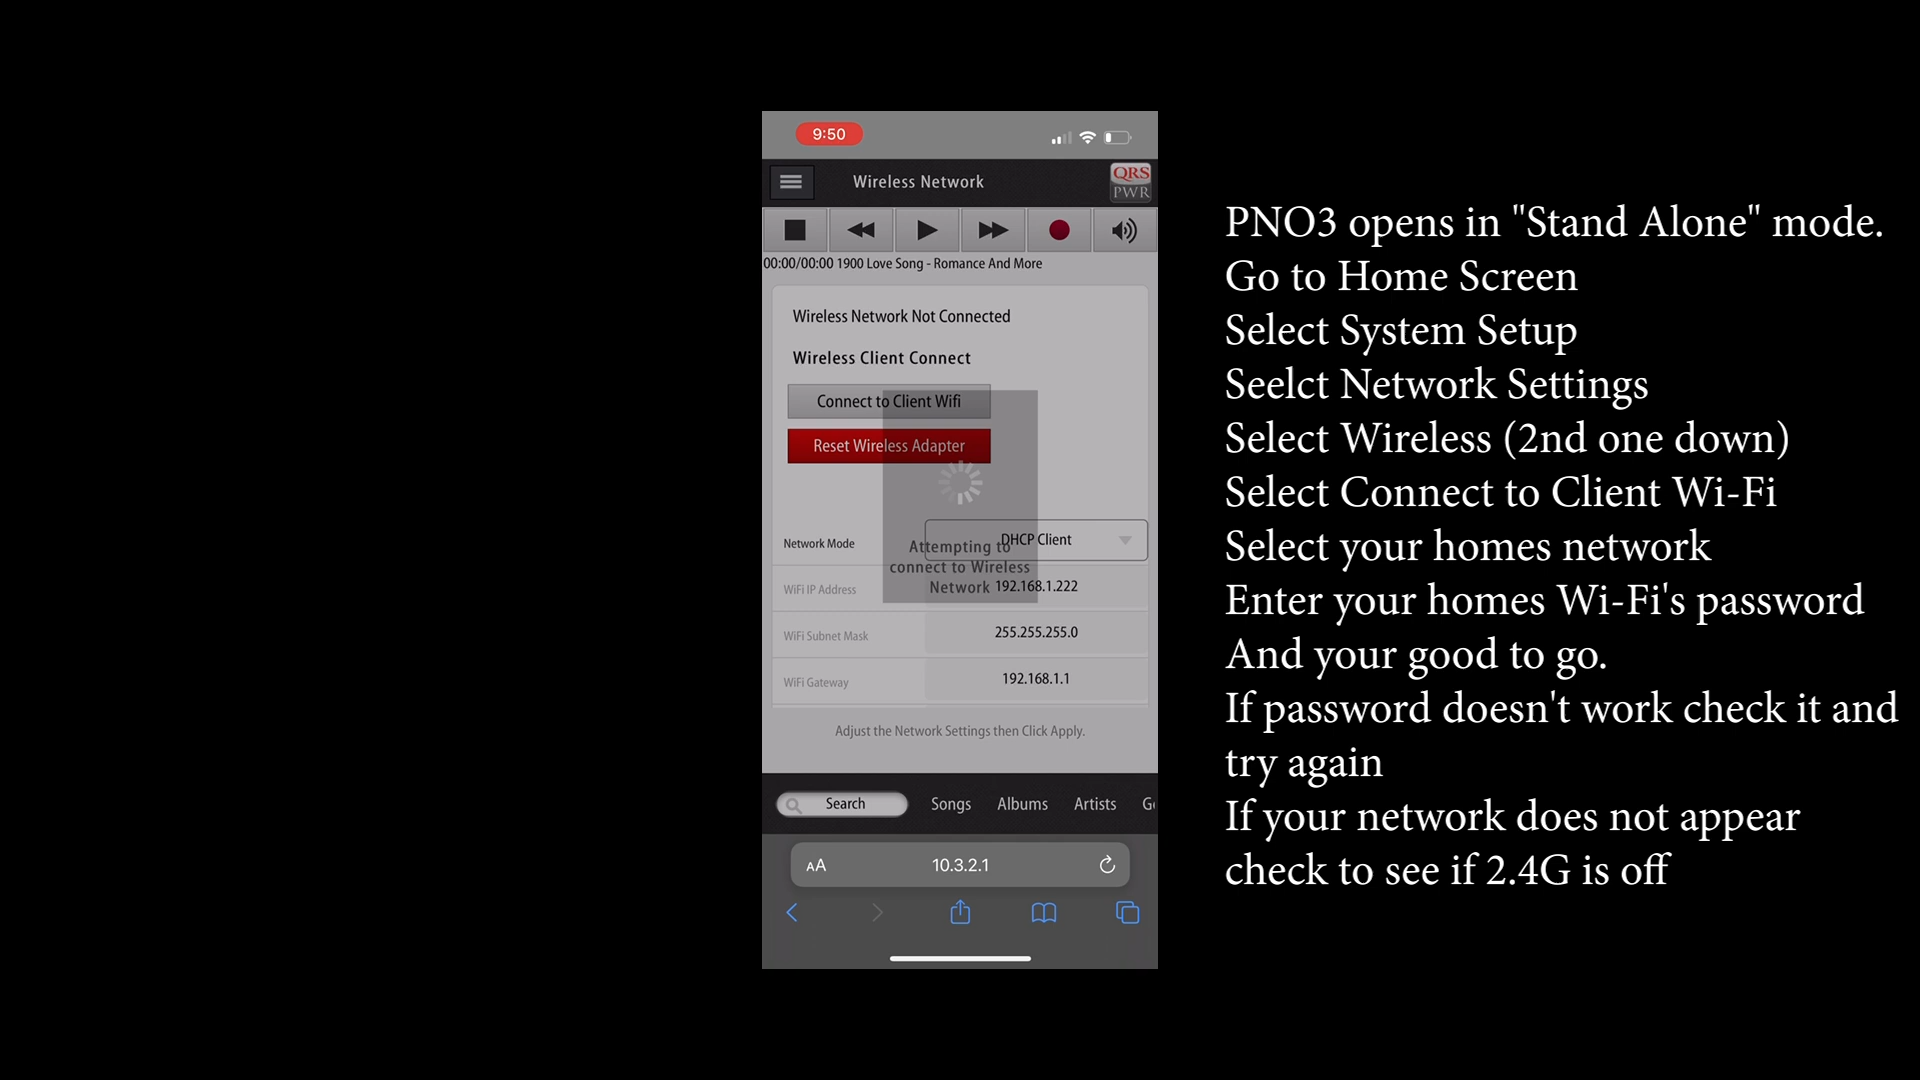 9:50
Wireless Network
QRS
PWR
00:00/00:00 1900 Love Song - Romance And More
Wireless Network Not Connected
Wireless Client Connect
Connect to Client Wifi
Reset Wireless Adapter
Attempting to
connect to Wireless
Network
Network Mode
DHCP Client
WiFi IP Address
192.168.1.222
WiFi Subnet Mask
255.255.255.0
WiFi Gateway
192.168.1.1
Adjust the Network Settings then Click Apply.
Search Songs Albums Artists
AA 10.3.2.1
PNO3 opens in "Stand Alone" mode.
Go to Home Screen
Select System Setup
Seelct Network Settings
Select Wireless (2nd one down)
Select Connect to Client Wi-Fi
Select your homes network
Enter your homes Wi-Fi's password
And your good to go.
If password doesn't work check it and
try again
If your network does not appear
check to see if 2.4G is off